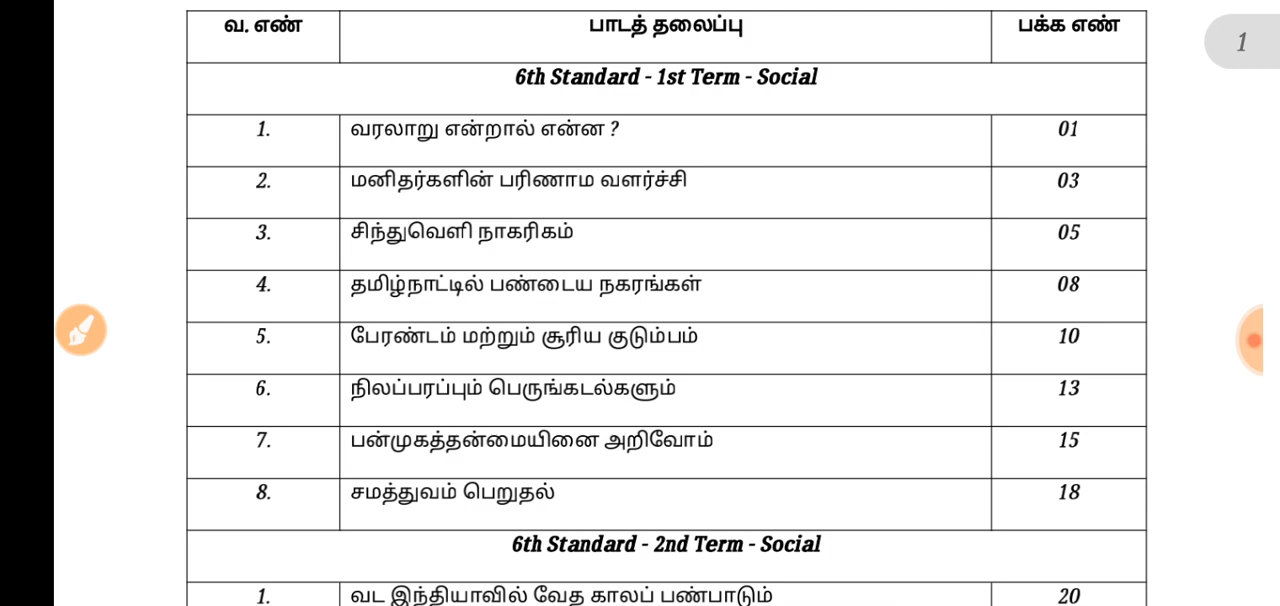 வ. எண் பாடத் தலைப்பு பக்க எண்
1
6th Standard - 1st Term - Social
1. வரலாறு என்றால் என்ன ? 01
2. மனிதர்களின் பரிணாம வளர்ச்சி 03
3. சிந்துவெளி நாகரிகம் 05
4. தமிழ்நாட்டில் பண்டைய நகரங்கள் 08
5. பேரண்டம் மற்றும் சூரிய குடும்பம் 10
6. நிலப்பரப்பும் பெருங்கடல்களும் 13
7. பன்முகத்தன்மையினை அறிவோம் 15
8. சமத்துவம் பெறுதல் 18
6th Standard - 2nd Term - Social
1. வட இந்தியாவில் வேத காலப் பண்பாடும் 20